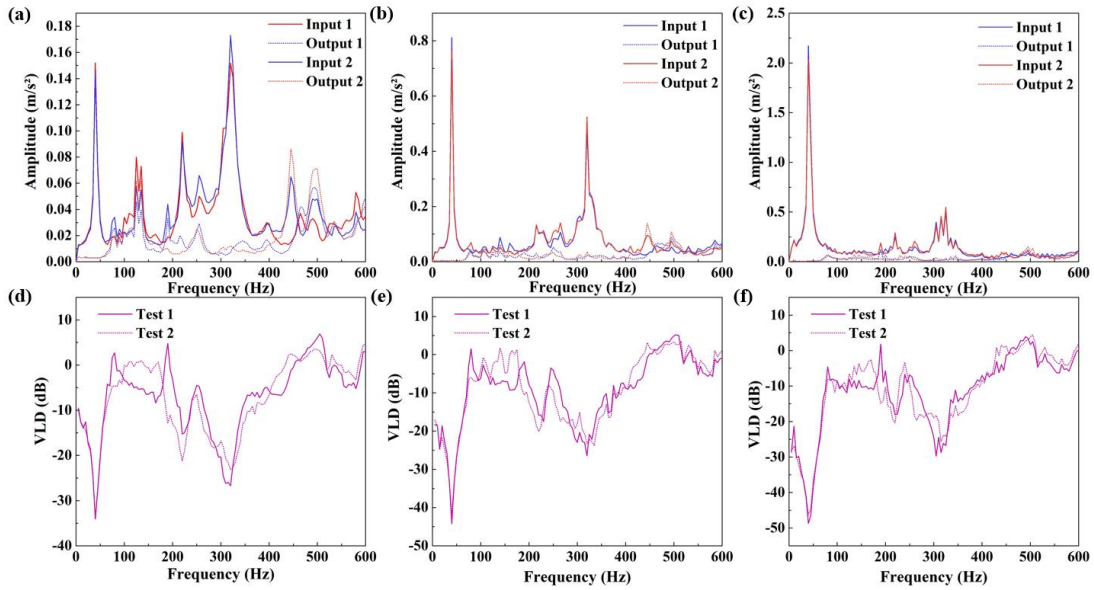 (a)
0.18
0.16
0.14
0.12
0.10
0.08
0.06
0.04
0.02
0.00
Amplitude (m/s²)
Input 1
Output 1
Input 2
Output 2
0 100 200 300 400 500 600
Frequency (Hz)
(b)
0.8
0.6
0.4
0.2
0.0
Amplitude (m/s²)
Input 1
Output 1
Input 2
Output 2
0 100 200 300 400 500 600
Frequency (Hz)
(c)
2.5
2.0
1.5
1.0
0.5
0.0
Amplitude (m/s²)
Input 1
Output 1
Input 2
Output 2
0 100 200 300 400 500 600
Frequency (Hz)
(d)
10
0
-10
-20
-30
-40
VLD (dB)
Test 1
Test 2
0 100 200 300 400 500 600
Frequency (Hz)
(e)
10
0
-10
-20
-30
-40
-50
VLD (dB)
Test 1
Test 2
0 100 200 300 400 500 600
Frequency (Hz)
(f)
10
0
-10
-20
-30
-40
-50
VLD (dB)
Test 1
Test 2
0 100 200 300 400 500 600
Frequency (Hz)